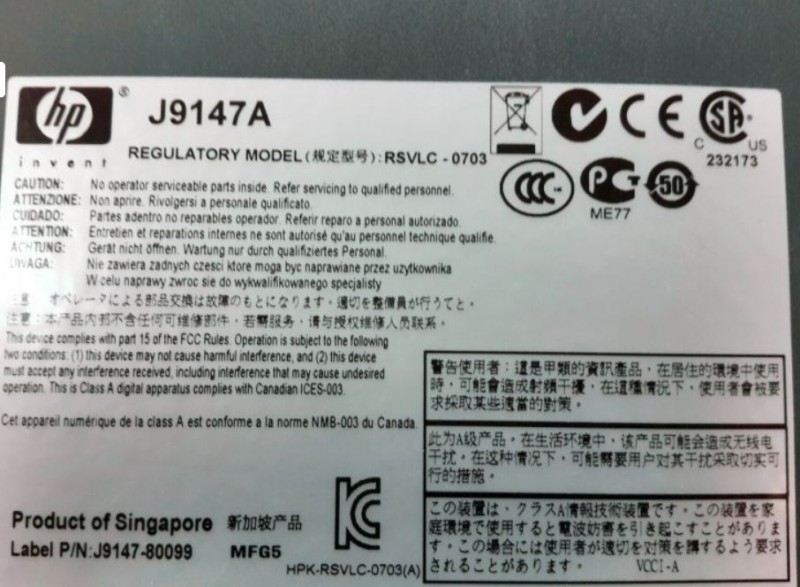 hp
®
invent
J9147A
REGULATORY MODEL (规定型号): RSVLC - 0703
C US
232173
50
ME77
CAUTION: No operator serviceable parts inside. Refer servicing to qualified personnel.
ATTENZIONE: Non aprire. Rivolgersi a personale qualificato.
CUIDADO: Partes adentro no reparables operador. Referir reparo a personal autorizado.
ATTENTION: Entretien et reparations internes ne sont autorisé qu'au personnel technique qualifie.
ACHTUNG: Gerät nicht öffnen. Wartung nur durch qualifiziertes Personal.
UWAGA: Nie zawiera zadnych czesci ktore moga byc naprawiane przez uzytkownika
W celu naprawy zwroc sie do wykwalifikowanego specjalisty
注意 オペレータによる部品交換は故障のもとになります。適切を整備員が行うてと。
注意：本产品内部不含任何可维修部件，若需服务，请与授权维修人员联系。
This device complies with part 15 of the FCC Rules. Operation is subject to the following
two conditions: (1) this device may not cause harmful interference, and (2) this device
must accept any interference received, including interference that may cause undesired
operation. This is Class A digital apparatus complies with Canadian ICES-003.
Cet appareil numérique de la class A est conforme a la norme NMB-003 du Canada.
警告使用者：這是甲類的資訊產品，在居住的環境中使用
時，可能會造成射頻干擾，在這種情況下，使用者會被要
求採取某些適當的對策。
此为A级产品，在生活环境中，该产品可能会造成无线电
干扰。在这种情况下，可能需要用户对其干扰采取切实可
行的措施。
この装置は、クラスA情報技術装置です。この装置を家
庭環境で使用すると電波妨害を引き起こすことがありま
す。この場合には使用者が適切を対策を講するよう要求
されることがあります。 VCCI-A
Product of Singapore 新加坡产品
Label P/N:J9147-80099 MFG5
HPK-RSVLC-0703(A)